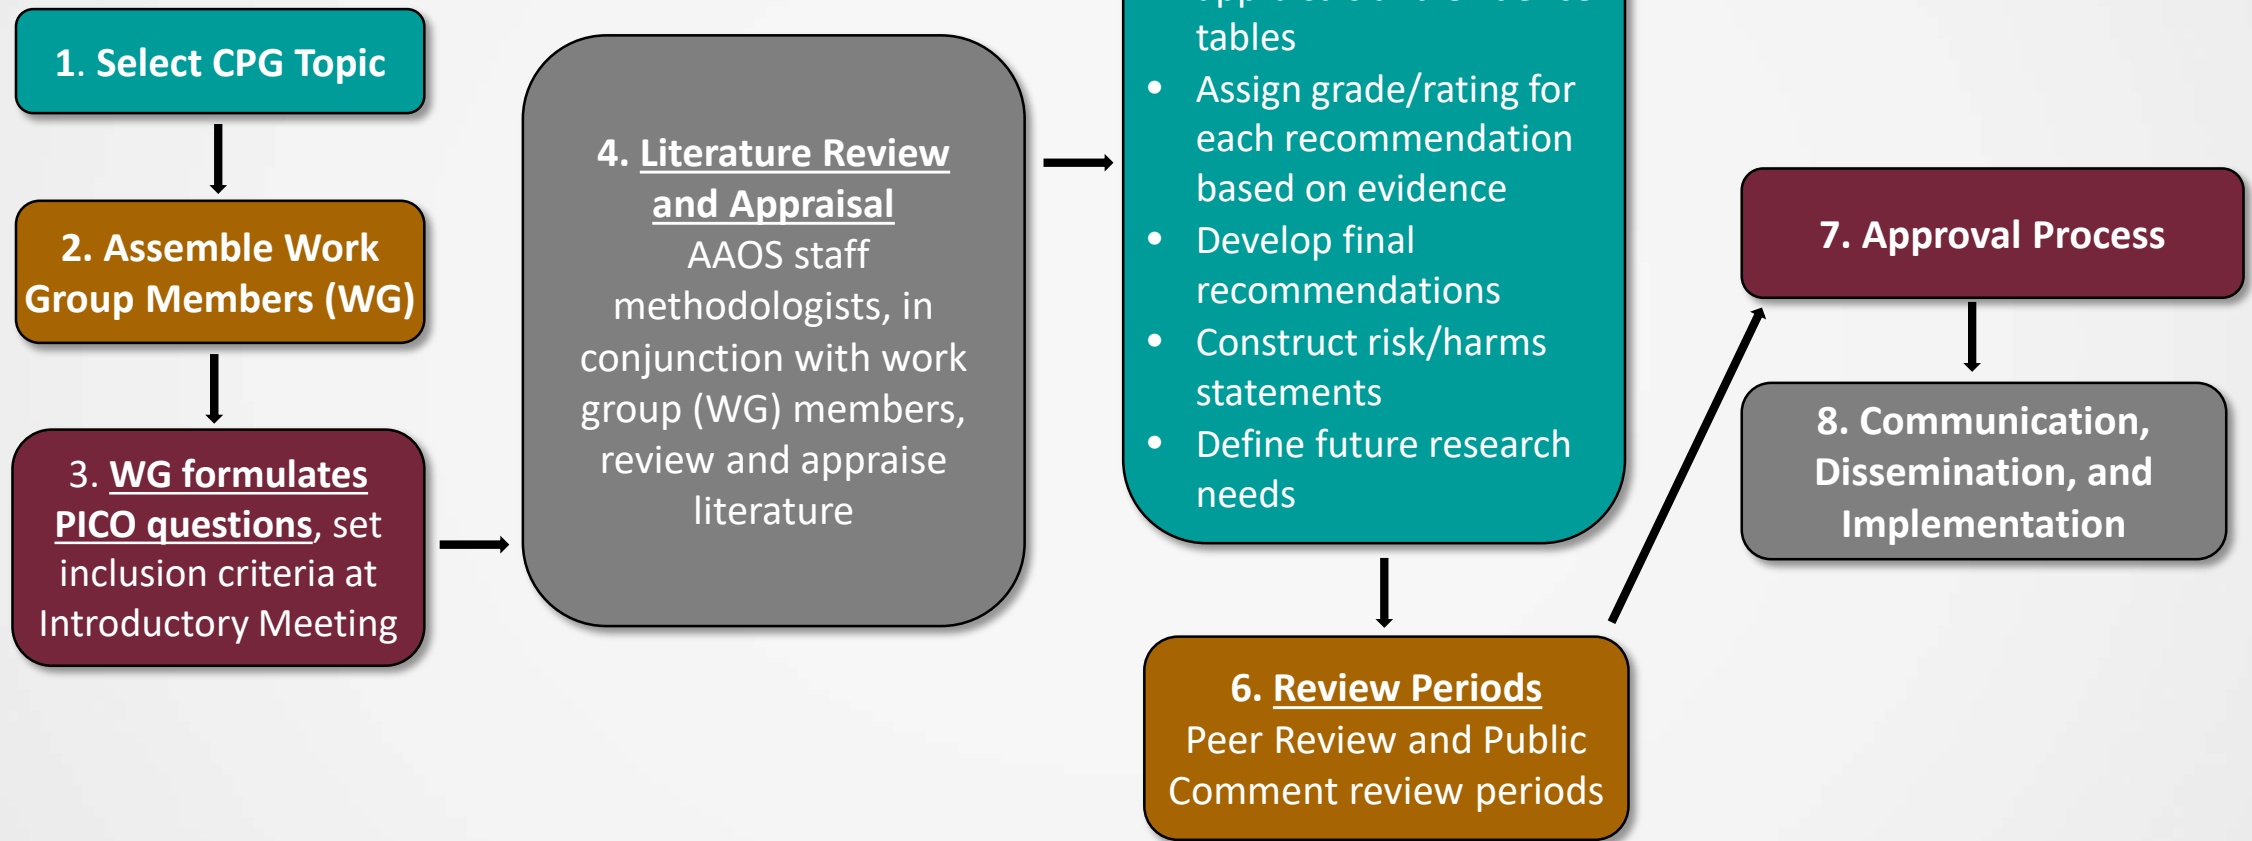 1. Select CPG Topic
2. Assemble Work
Group Members (WG)
3. WG formulates
PICO questions, set
inclusion criteria at
Introductory Meeting
4. Literature Review
and Appraisal
AAOS staff
methodologists, in
conjunction with work
group (WG) members,
review and appraise
literature
tables
• Assign grade/rating for
each recommendation
based on evidence
• Develop final
recommendations
• Construct risk/harms
statements
• Define future research
needs
6. Review Periods
Peer Review and Public
Comment review periods
7. Approval Process
8. Communication,
Dissemination, and
Implementation